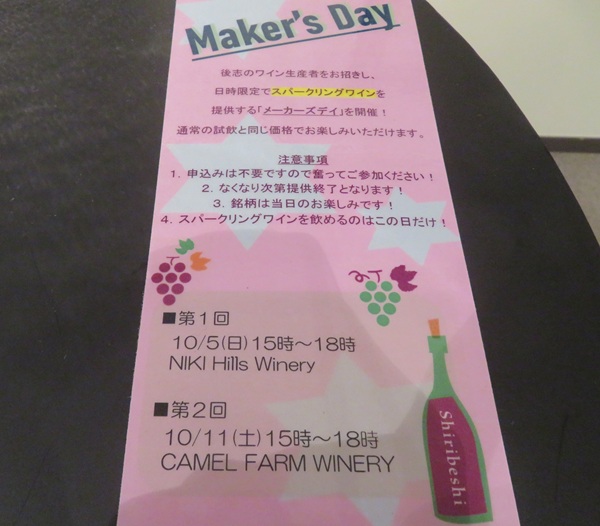 Maker's Day
後志のワイン生産者をお招きし、
日時限定でスパークリングワインを
提供する「メーカーズデイ」を開催！
通常の試飲と同じ価格でお楽しみいただけます。
注意事項
1. 申込みは不要ですので奮ってご参加ください！
2. なくなり次第提供終了となります！
3. 銘柄は当日のお楽しみです！
4. スパークリングワインを飲めるのはこの日だけ！
■第1回
10/5(日)15時～18時
NIKI Hills Winery
■第2回
10/11(土)15時～18時
CAMEL FARM WINERY
Shiribeshi